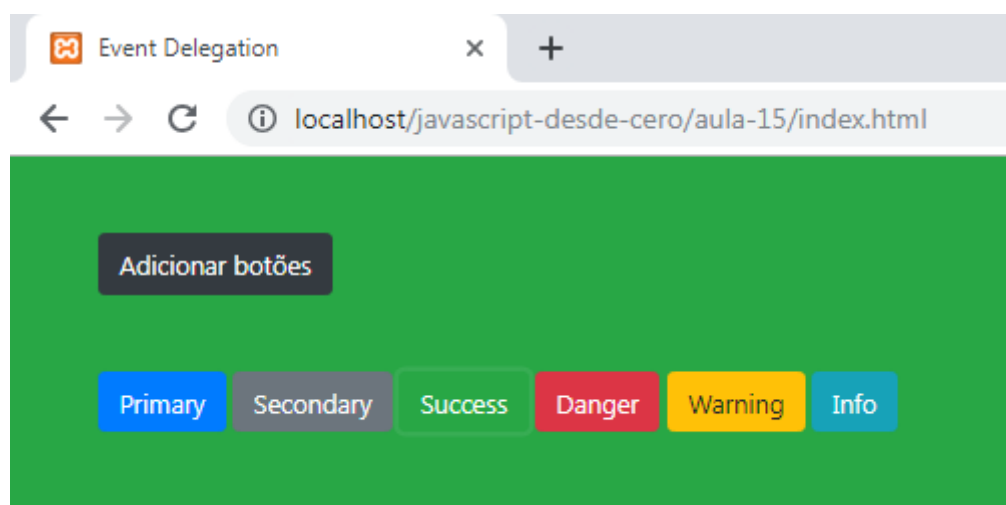 Event Delegation
localhost/javascript-desde-cero/aula-15/index.html
Adicionar botões
Primary Secondary Success Danger Warning Info